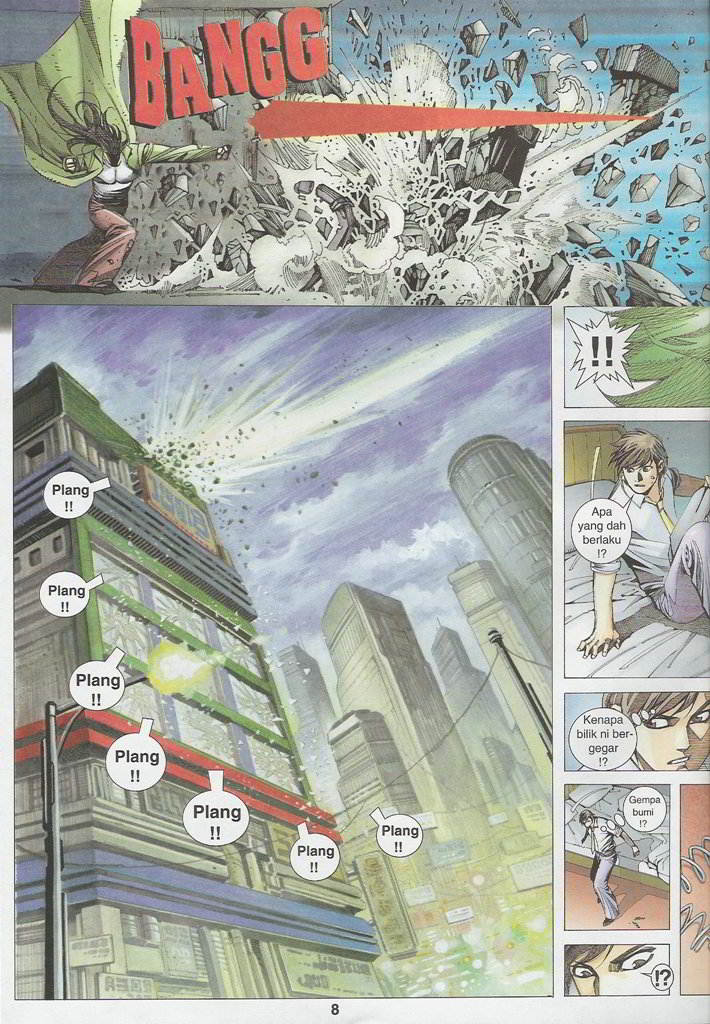 BANGG
Plang
!!
Plang
!!
Plang
!!
Plang
!!
Plang
!!
Plang
!!
Plang
!!
!!
Apa
yang dah
berlaku
!?
Kenapa
bilik ni ber-
gegar
!?
Gempa
bumi
!?
!?
8